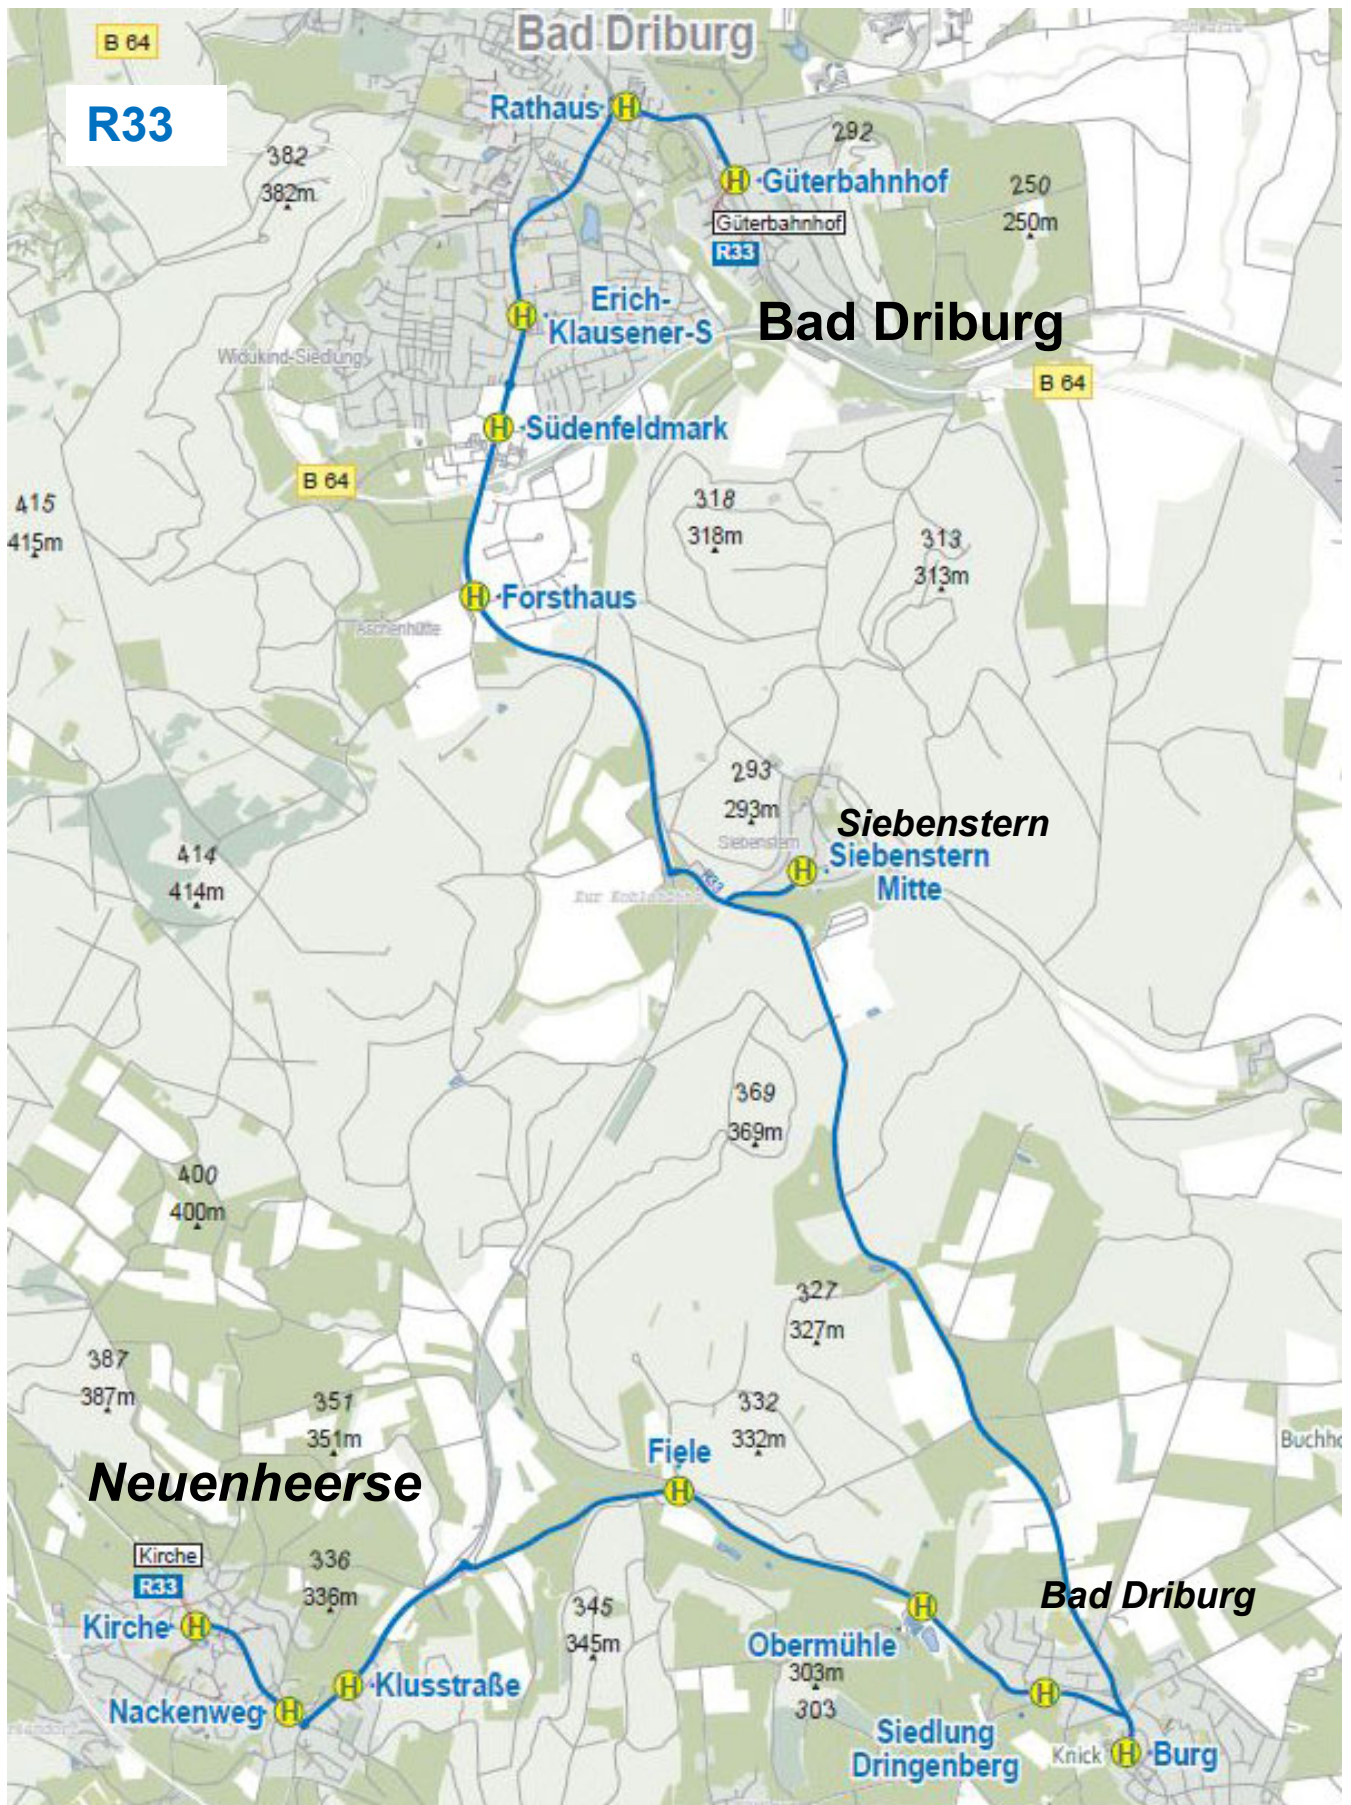 Bad Driburg
B 64
R33
Rathaus
382
382m
292
Güterbahnhof
250
250m
Güterbahnhof
R33
Erich-
Klausener-S
Bad Driburg
Widukind-Siedlung
B 64
Südenfeldmark
B 64
415
415m
318
318m
313
313m
Forsthaus
Aschenhütte
293
293m
Siebenstern
Siebenstern
Siebenstern
Mitte
R33
414
414m
369
369m
400
400m
327
327m
387
387m
351
351m
332
332m
Buchho
Fiele
Neuenheerse
Kirche
R33
336
336m
Kirche
345
345m
Bad Driburg
Obermühle
303m
303
Klusstraße
Nackenweg
Siedlung
Dringenberg
Knick
Burg